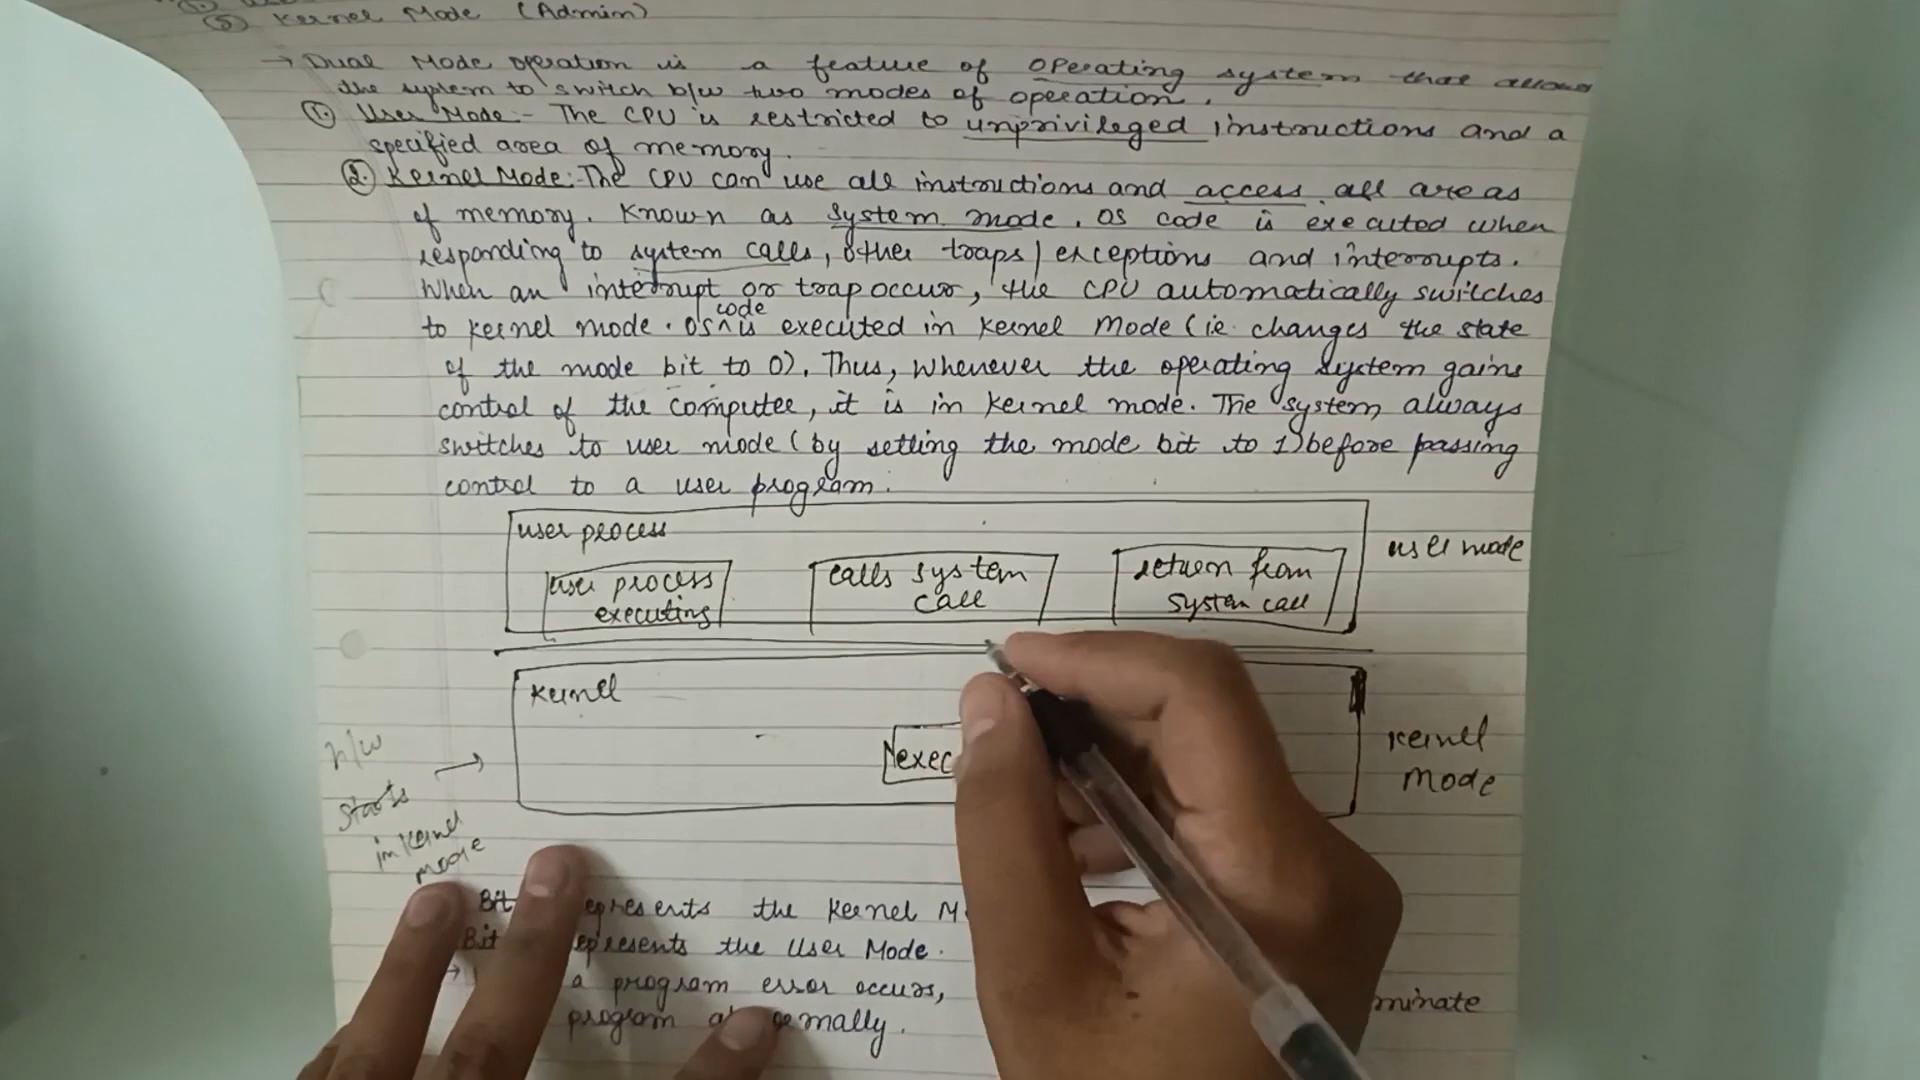 ⑤ Kernel Mode (Admin)
→ Dual Mode operation is a feature of operating system that allows
the system to switch b/w two modes of operation.
① User Mode:- The CPU is restricted to unprivileged instructions and a
specified area of memory.
② Kernel Mode:- The CPU can use all instructions and access all areas
of memory. Known as system mode. OS code is executed when
responding to system calls, other traps/exceptions and interrupts.
When an interrupt or trap occur, the CPU automatically switches
code
to kernel mode. OS ^ is executed in Kernel Mode (ie. changes the state
of the mode bit to 0). Thus, whenever the operating system gains
control of the computer, it is in kernel mode. The system always
switches to user mode (by setting the mode bit to 1) before passing
control to a user program.
user process
user mode
user process
executing
calls system
call
return from
system call
Kernel
exec
kernel
mode
h/w
starts
in kernel
mode
Bit epresents the Kernel M
Bit epresents the User Mode.
→ a program error occurs, minate
program a mally.